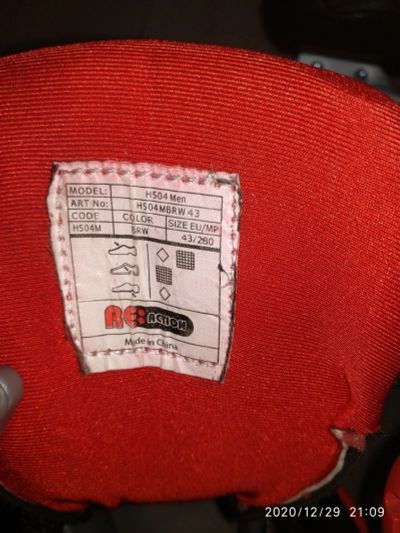 MODEL: H504 Men
ART No: H504MBRW 43
CODE COLOR SIZE EU/MP
H504M BRW 43/280
RE:ACTION
Made in China
2020/12/29 21:09